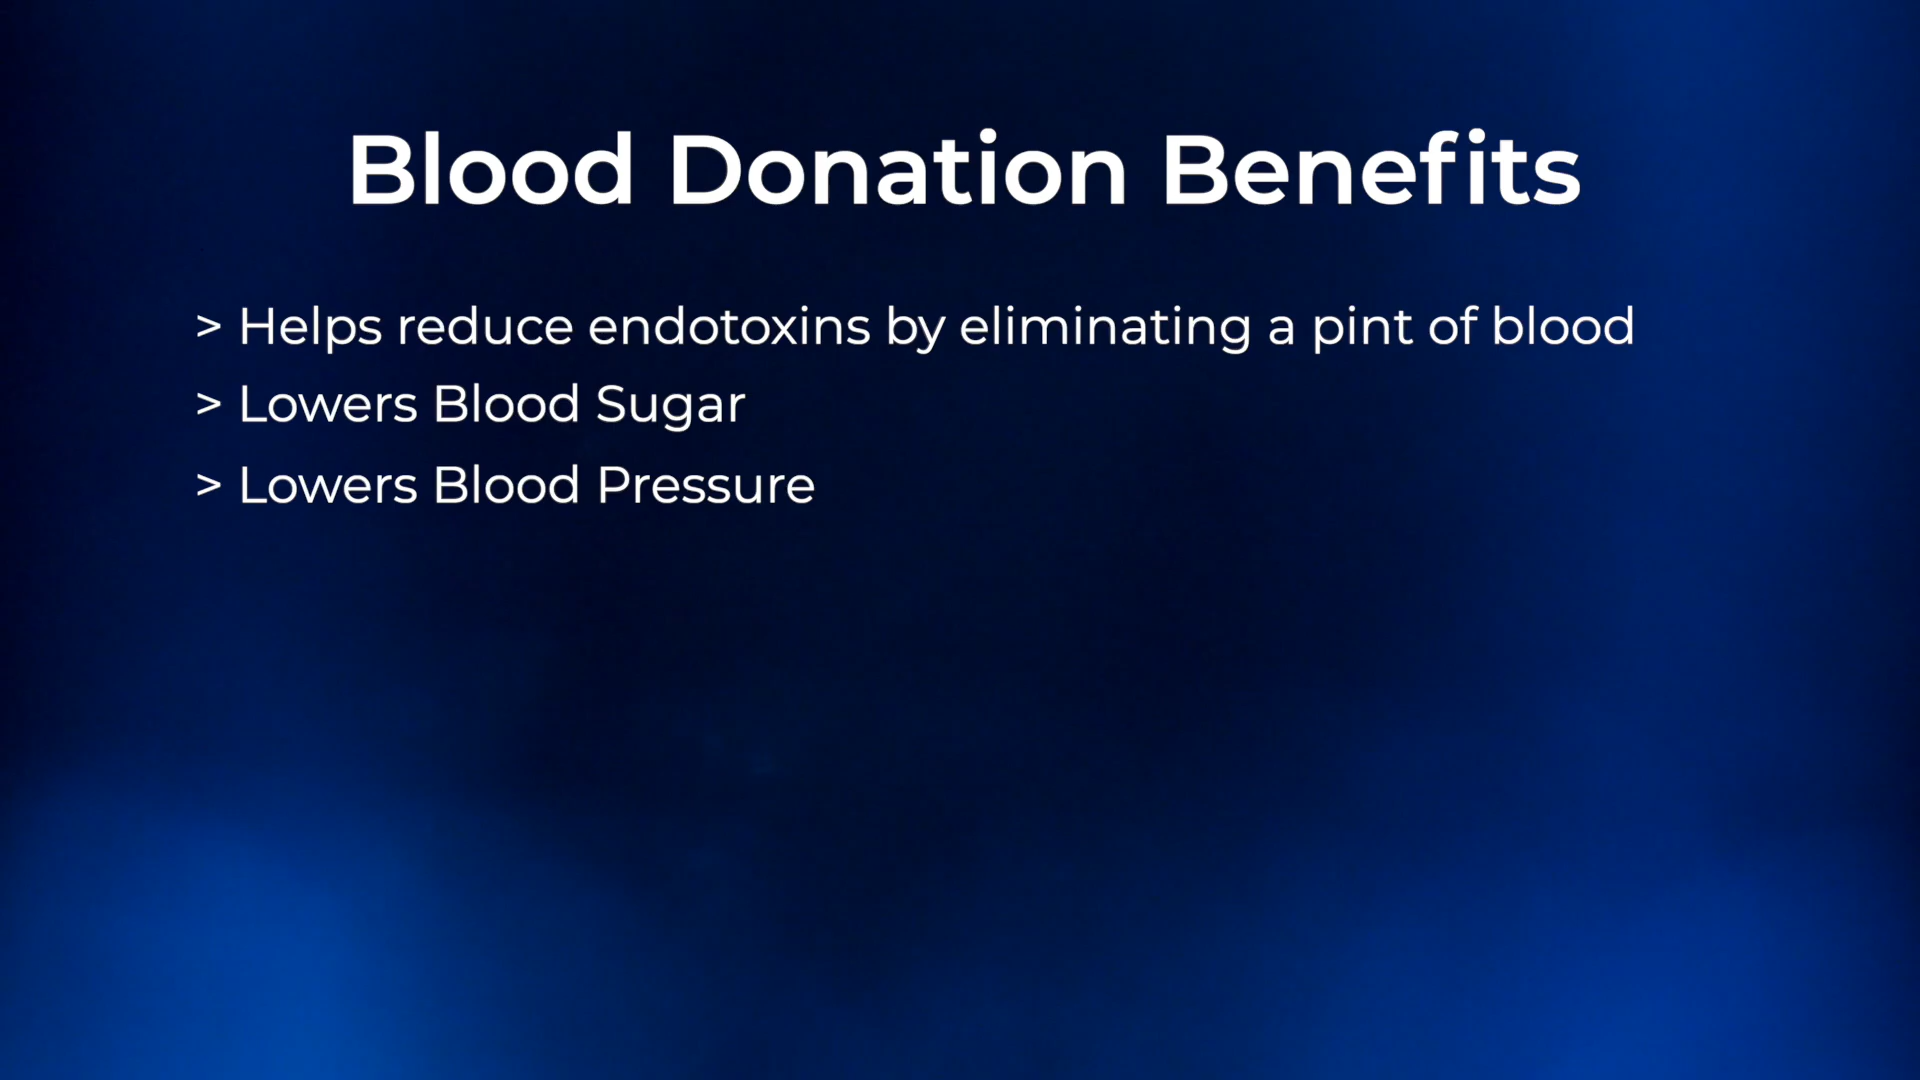 Blood Donation Benefits
> Helps reduce endotoxins by eliminating a pint of blood
> Lowers Blood Sugar
> Lowers Blood Pressure